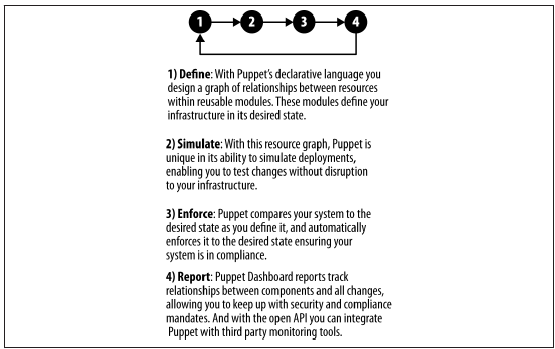 1 2 3 4
1) Define: With Puppet's declarative language you
design a graph of relationships between resources
within reusable modules. These modules define your
infrastructure in its desired state.
2) Simulate: With this resource graph, Puppet is
unique in its ability to simulate deployments,
enabling you to test changes without disruption
to your infrastructure.
3) Enforce: Puppet compares your system to the
desired state as you define it, and automatically
enforces it to the desired state ensuring your
system is in compliance.
4) Report: Puppet Dashboard reports track
relationships between components and all changes,
allowing you to keep up with security and compliance
mandates. And with the open API you can integrate
Puppet with third party monitoring tools.